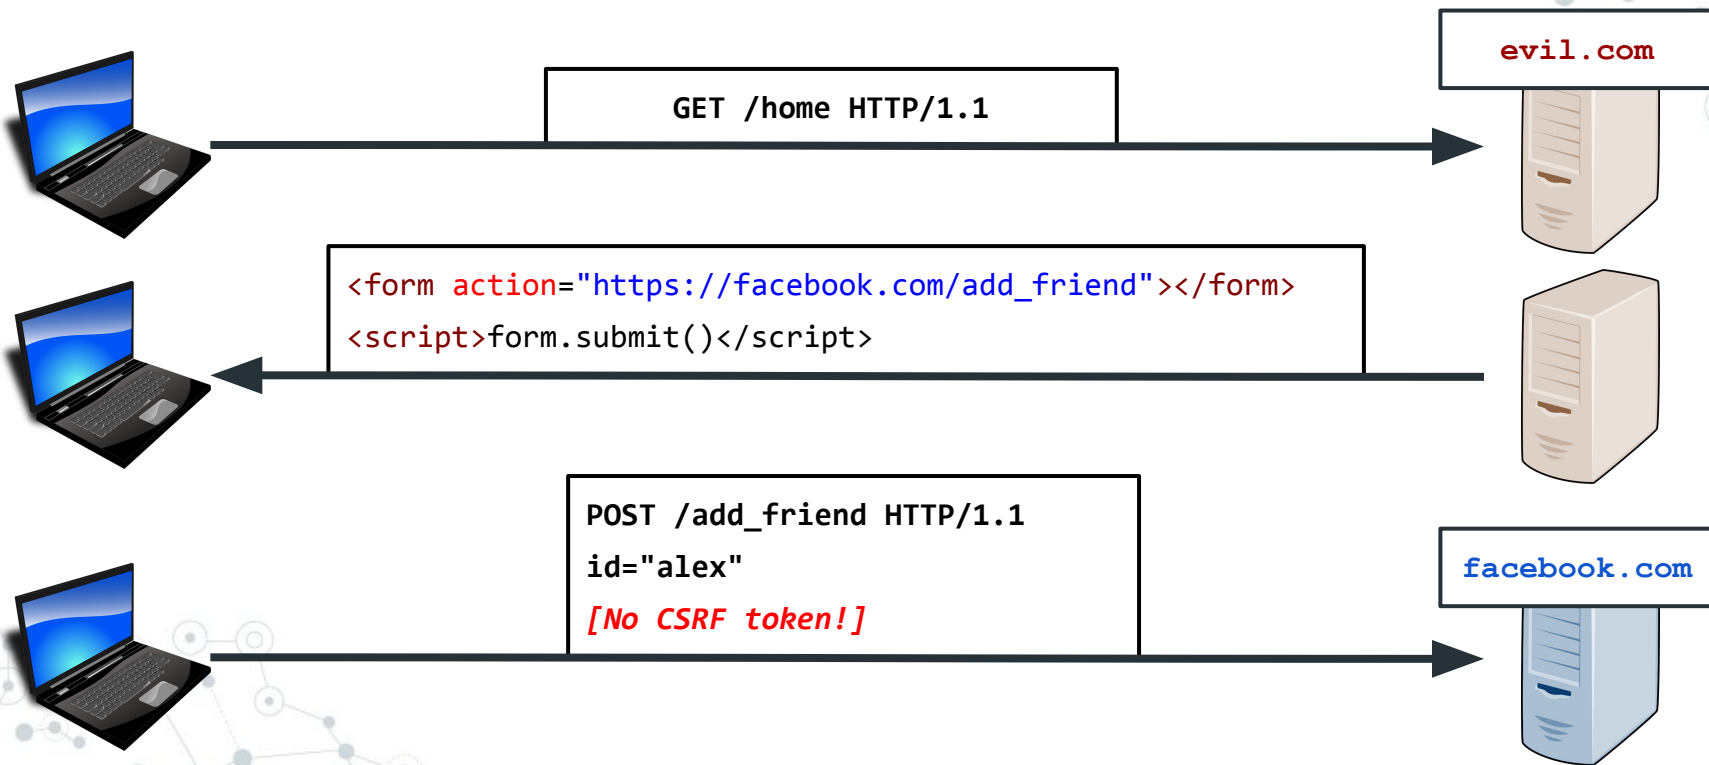 evil.com
GET /home HTTP/1.1
<form action="https://facebook.com/add_friend"></form>
<script>form.submit()</script>
POST /add_friend HTTP/1.1
id="alex"
[No CSRF token!]
facebook.com